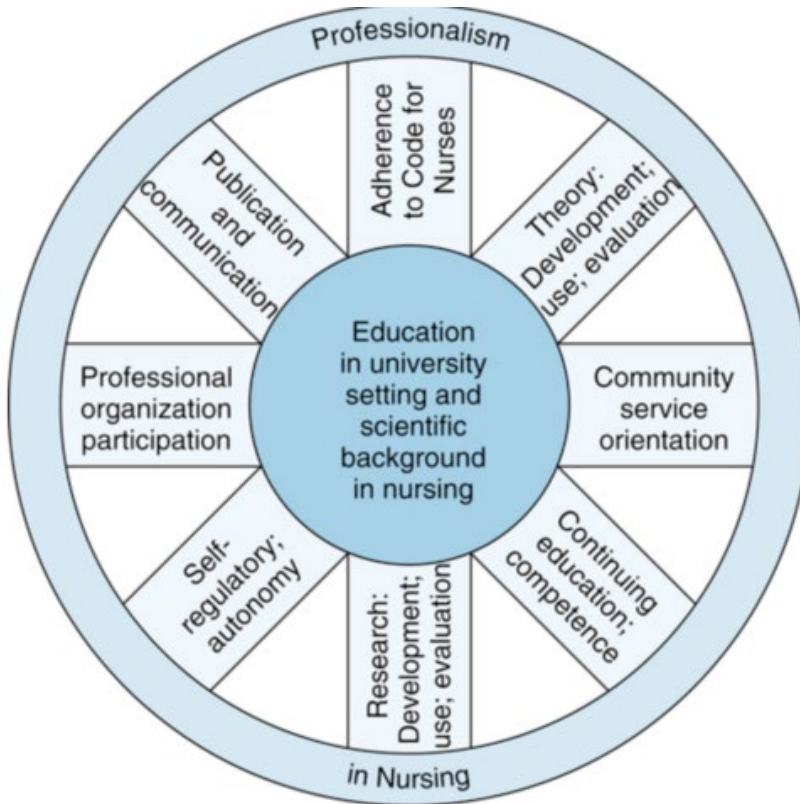 Professionalism
Adherence
to Code for
Nurses
Theory:
Development;
use; evaluation
Community
service
orientation
Continuing
education;
competence
Research:
Development;
use; evaluation
Self-
regulatory;
autonomy
Professional
organization
participation
Publication
and
communication
Education
in university
setting and
scientific
background
in nursing
in Nursing